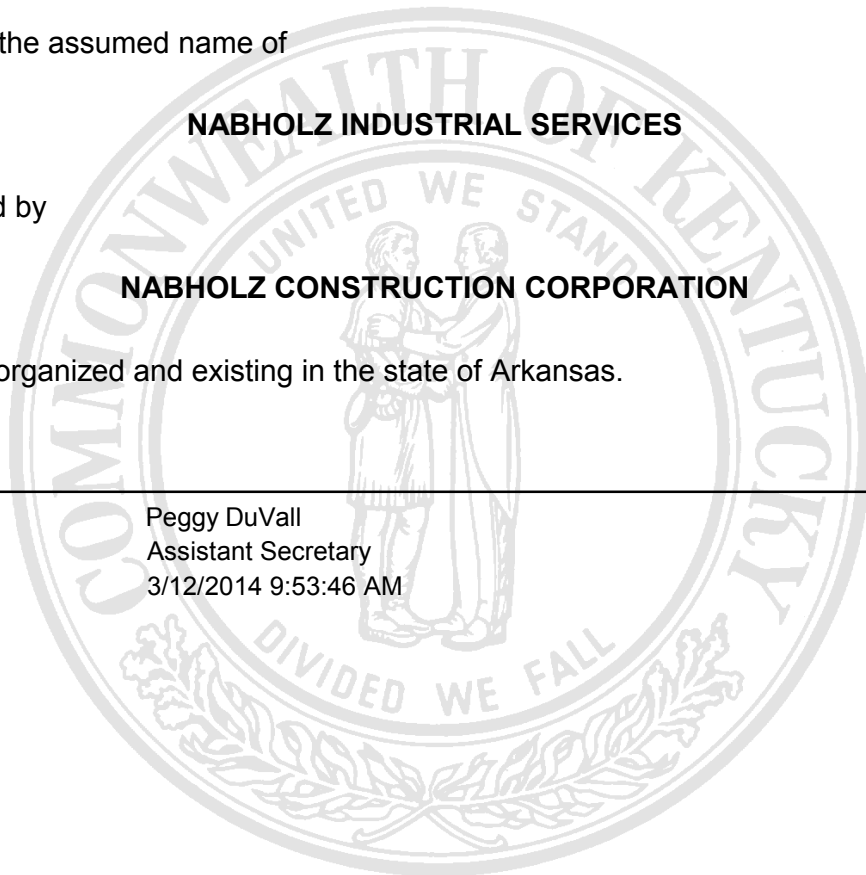 the assumed name of
NABHOLZ INDUSTRIAL SERVICES
d by
NABHOLZ CONSTRUCTION CORPORATION
organized and existing in the state of Arkansas.
Peggy DuVall
Assistant Secretary
3/12/2014 9:53:46 AM
COMMONWEALTH OF KENTUCKY
UNITED WE STAND
DIVIDED WE FALL